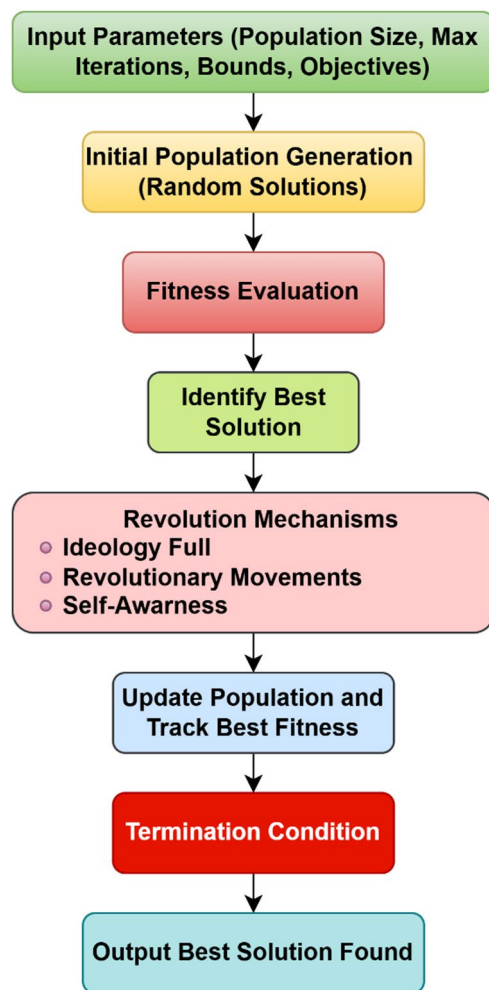 Input Parameters (Population Size, Max
Iterations, Bounds, Objectives)
Initial Population Generation
(Random Solutions)
Fitness Evaluation
Identify Best
Solution
Revolution Mechanisms
Ideology Full
Revolutionary Movements
Self-Awarness
Update Population and
Track Best Fitness
Termination Condition
Output Best Solution Found